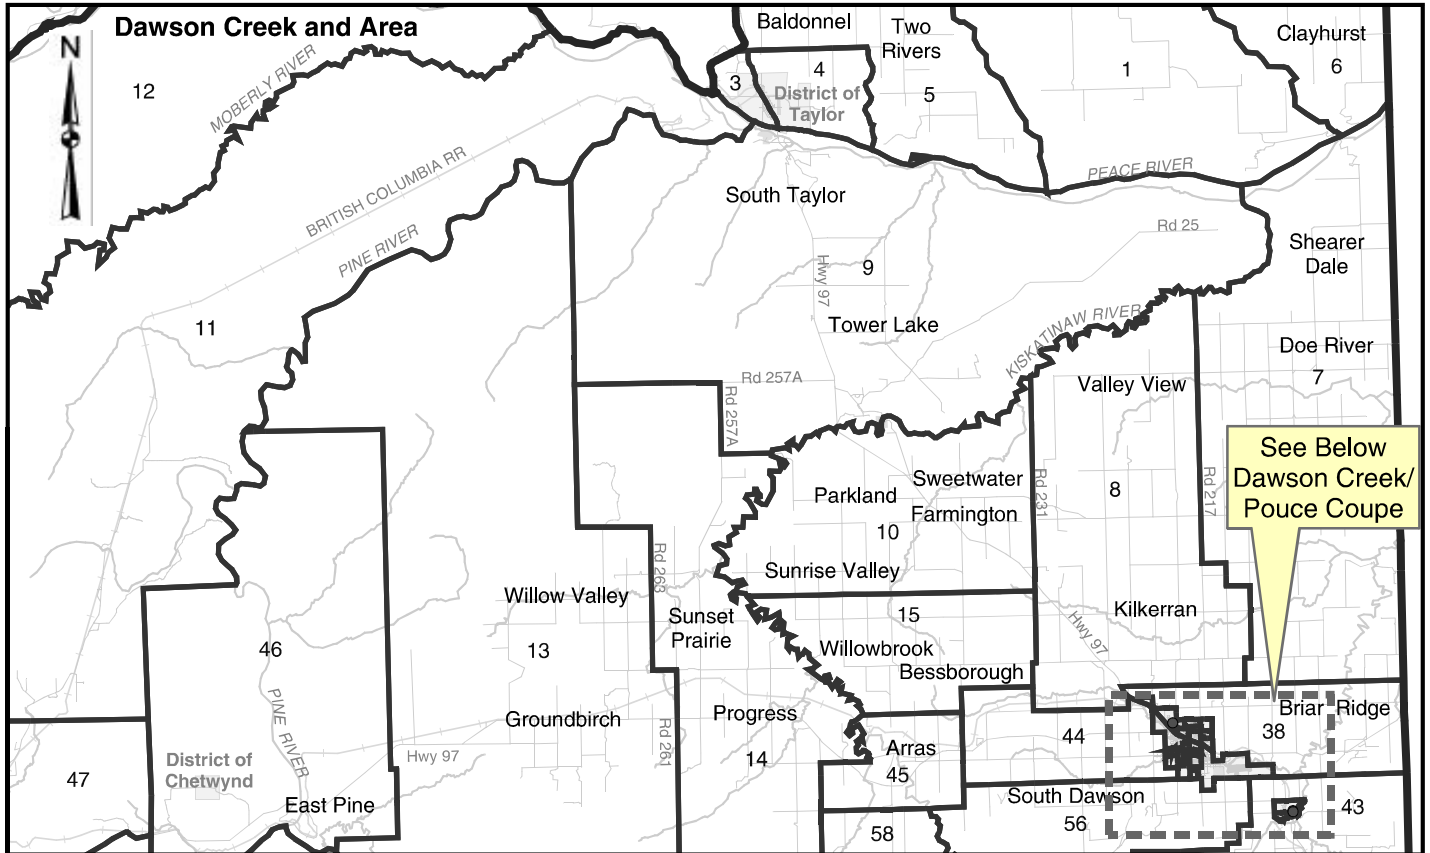 Dawson Creek and Area
N
12
MOBERLY RIVER
BRITISH COLUMBIA RR
PINE RIVER
11
Baldonnel
Two
Rivers
3
4
District of
Taylor
5
1
Clayhurst
6
PEACE RIVER
South Taylor
Rd 25
Shearer
Dale
9
Hwy 97
Tower Lake
KISKATINAW RIVER
Doe River
7
Rd 257A
Rd 257A
Valley View
See Below
Dawson Creek/
Pouce Coupe
Sweetwater
Parkland
Farmington
10
Rd 231
8
Rd 217
Sunrise Valley
Rd 263
Willow Valley
Sunset
Prairie
15
Willowbrook
Bessborough
Kilkerran
Hwy 97
46
13
PINE RIVER
Groundbirch
Rd 261
Progress
14
Arras
45
44
Briar Ridge
38
Hwy 97
47
District of
Chetwynd
East Pine
South Dawson
56
58
43